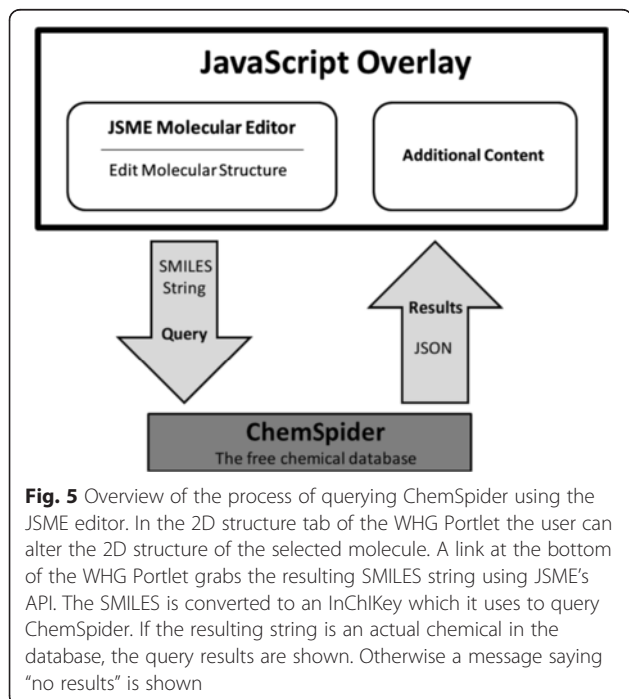 JavaScript Overlay
JSME Molecular Editor
Edit Molecular Structure
Additional Content
SMILES
String
Query
Results
JSON
ChemSpider
The free chemical database
Fig. 5 Overview of the process of querying ChemSpider using the
JSME editor. In the 2D structure tab of the WHG Portlet the user can
alter the 2D structure of the selected molecule. A link at the bottom
of the WHG Portlet grabs the resulting SMILES string using JSME's
API. The SMILES is converted to an InChIKey which it uses to query
ChemSpider. If the resulting string is an actual chemical in the
database, the query results are shown. Otherwise a message saying
“no results” is shown